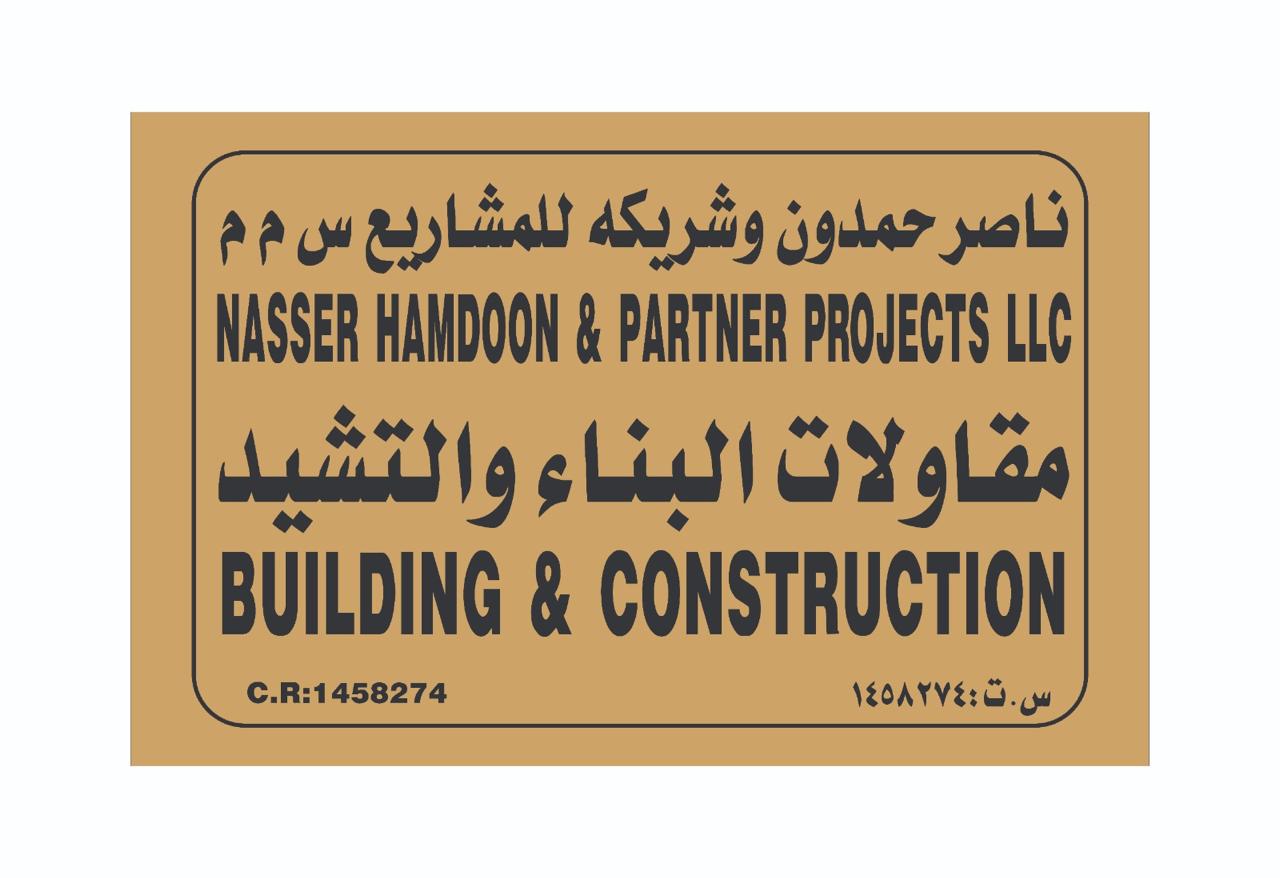 ناصر حمدون وشريكه للمشاريع س م م
NASSER HAMDOON & PARTNER PROJECTS LLC
مقاولات البناء والتشيد
BUILDING & CONSTRUCTION
C.R:1458274
س.ت:١٤٥٨٢٧٤